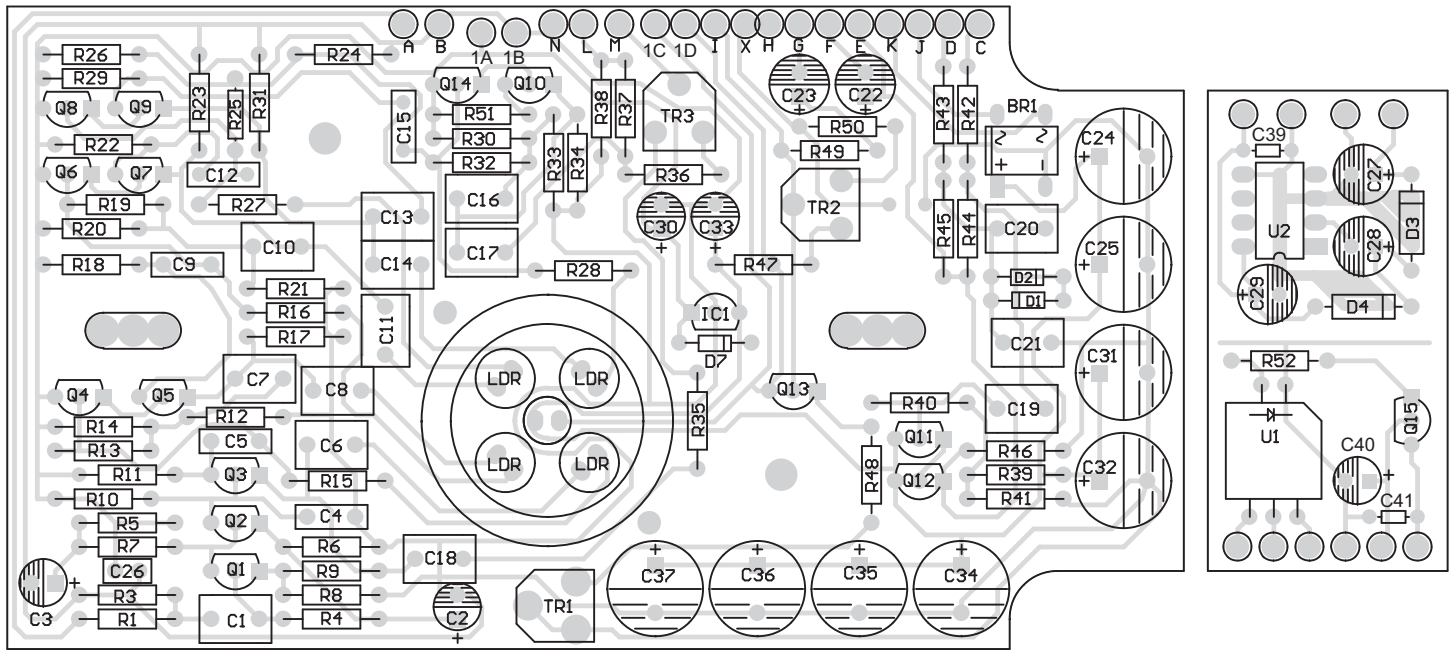 A B 1A 1B N L M 1C 1D I X H G F E K J D C
R26 R24
R29
Q8 Q9 R23 R25 R31 C15 Q14 Q10 R38 R37 TR3 C23 C22 R43 R42 BR1
~ ~
- +
R51
R30
R32
R50
R49
R22
Q6 Q7 C12 R33 R34 R36
R19 R27 C13 C16 C30 C33 TR2 R45 R44 C20 C24
+ + + +
R20 C10 C17
R18 C9 C14 R28 R47 D2 C25
+
R21 D1
R16 C11 IC1
R17 D7 C21 C31
+
C7 C8 LDR LDR Q13
Q4 Q5 R12 R35 R40 C19
R14 C5 C6 Q11 R46
R13
R11 Q3 R15 LDR LDR R48 Q12 R39 C32
+
R10 C4 R41
R5 Q2
R7 R6 C18 + + + +
C26 Q1 R9 C37 C36 C35 C34
+ R3 R8 C2 TR1
C3 R1 C1 R4 +
C39 C27 +
U2 D3
C28 +
+ C29 D4
R52
U1 Q15
C40 +
C41